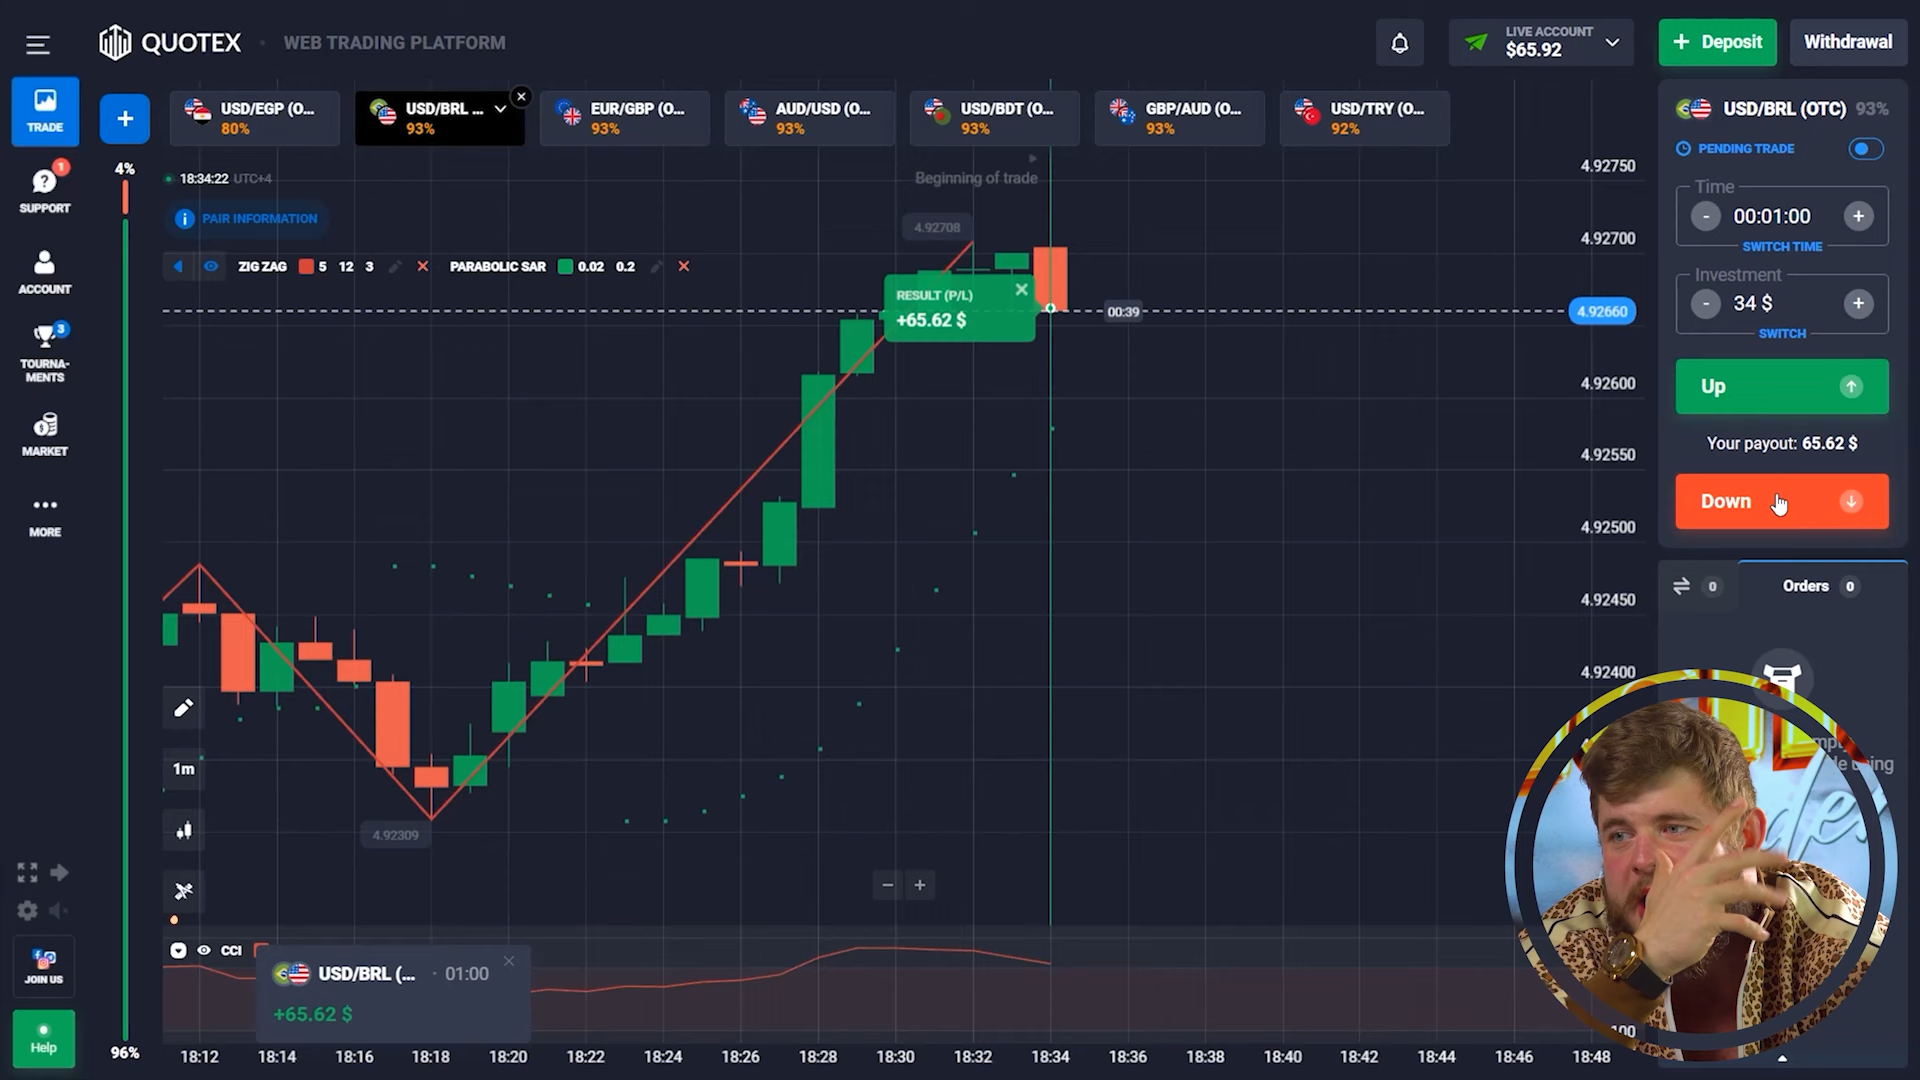 QUOTEX
WEB TRADING PLATFORM
LIVE ACCOUNT
$65.92
+ Deposit
Withdrawal
TRADE
+
USD/EGP (O...
80%
USD/BRL ...
93%
EUR/GBP (O...
93%
AUD/USD (O...
93%
USD/BDT (O...
93%
GBP/AUD (O...
93%
USD/TRY (O...
92%
USD/BRL (OTC) 93%
PENDING TRADE
Time
- 00:01:00 +
SWITCH TIME
Investment
- 34 $ +
SWITCH
Up
Your payout: 65.62 $
Down
0
Orders 0
1
SUPPORT
ACCOUNT
3
TOURNA-
MENTS
MARKET
MORE
JOIN US
Help
4%
96%
18:34:22 UTC+4
PAIR INFORMATION
ZIG ZAG 5 12 3
PARABOLIC SAR 0.02 0.2
Beginning of trade
4.92708
RESULT (P/L)
+65.62 $
00:39
4.92309
1m
4.92750
4.92700
4.92660
4.92600
4.92550
4.92500
4.92450
4.92400
CCI
USD/BRL (... · 01:00
+65.62 $
100
18:12 18:14 18:16 18:18 18:20 18:22 18:24 18:26 18:28 18:30 18:32 18:34 18:36 18:38 18:40 18:42 18:44 18:46 18:48